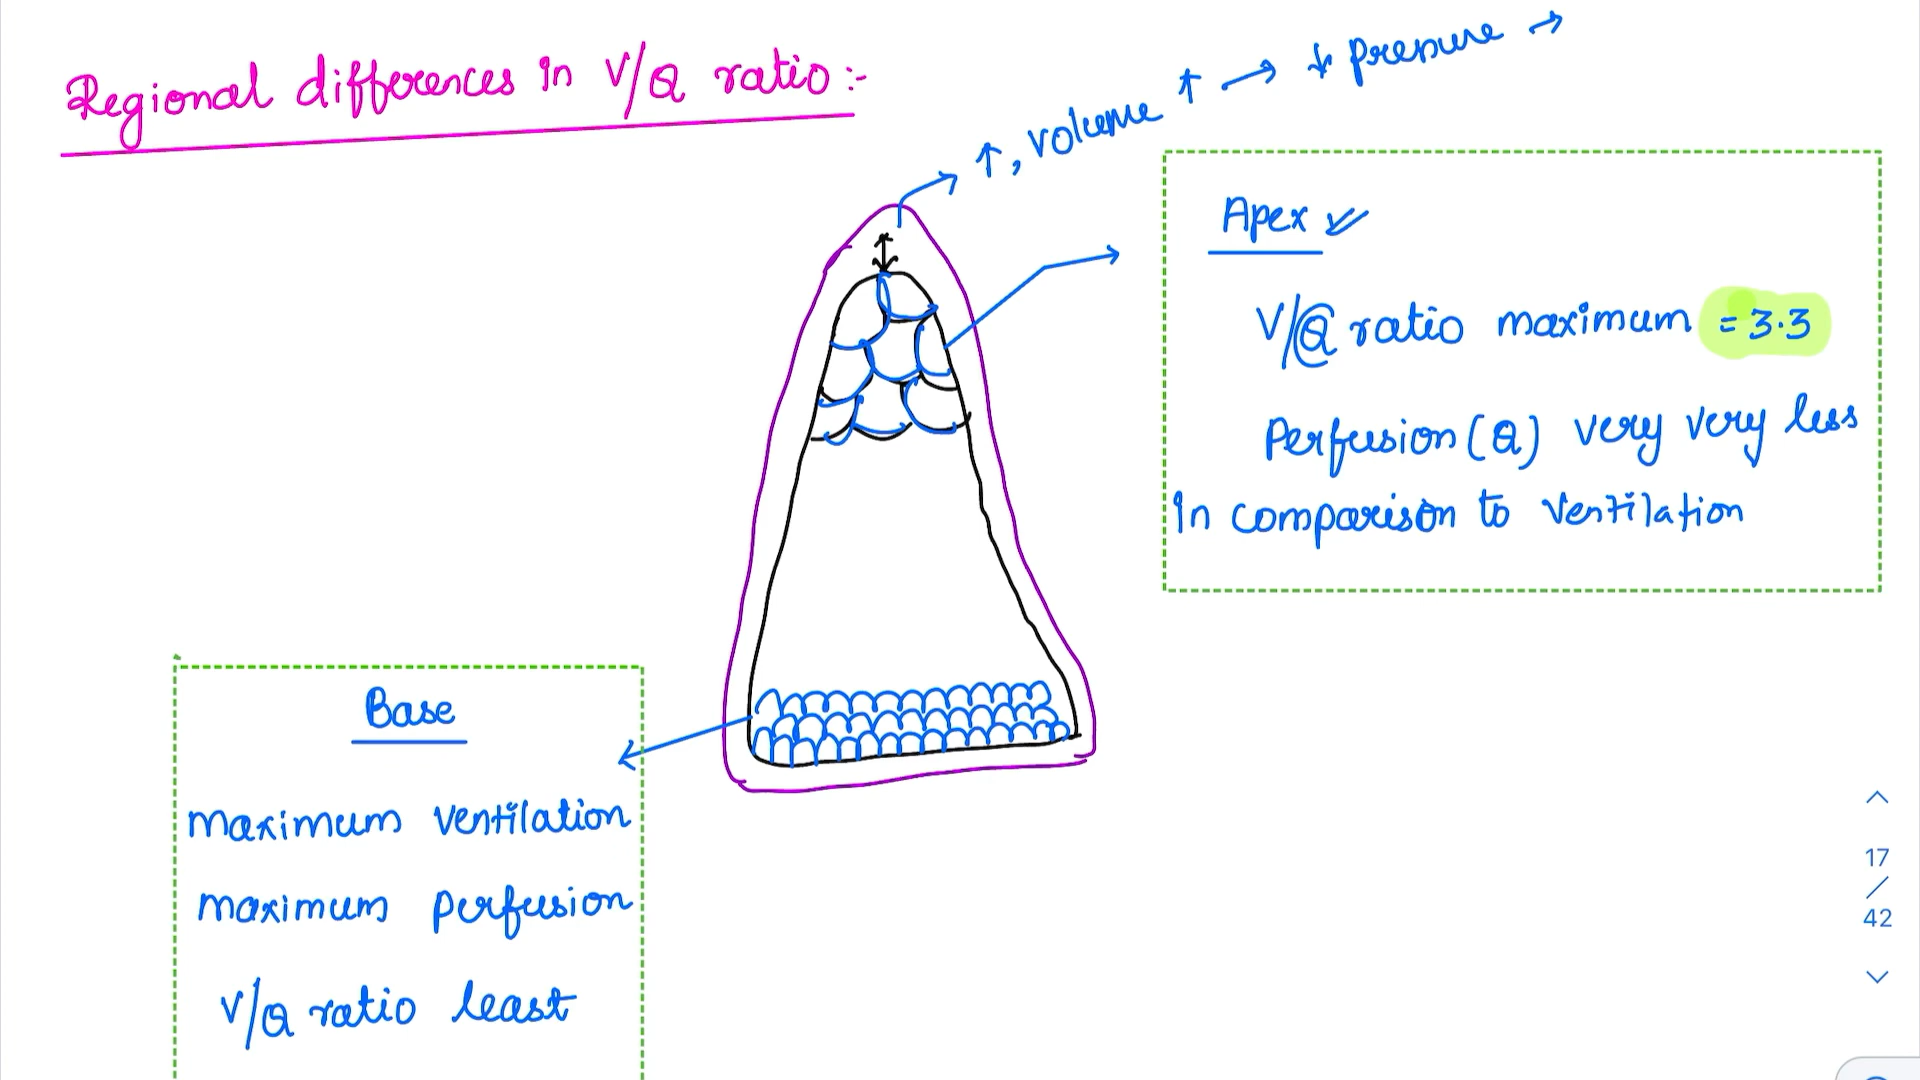 Regional differences in V/Q ratio:-
↑, volume ↑ → ↓ pressure →
Apex
V/Q ratio maximum = 3.3
Perfusion (Q) very very less
in comparison to ventilation
Base
maximum ventilation
maximum perfusion
V/Q ratio least
17
/
42